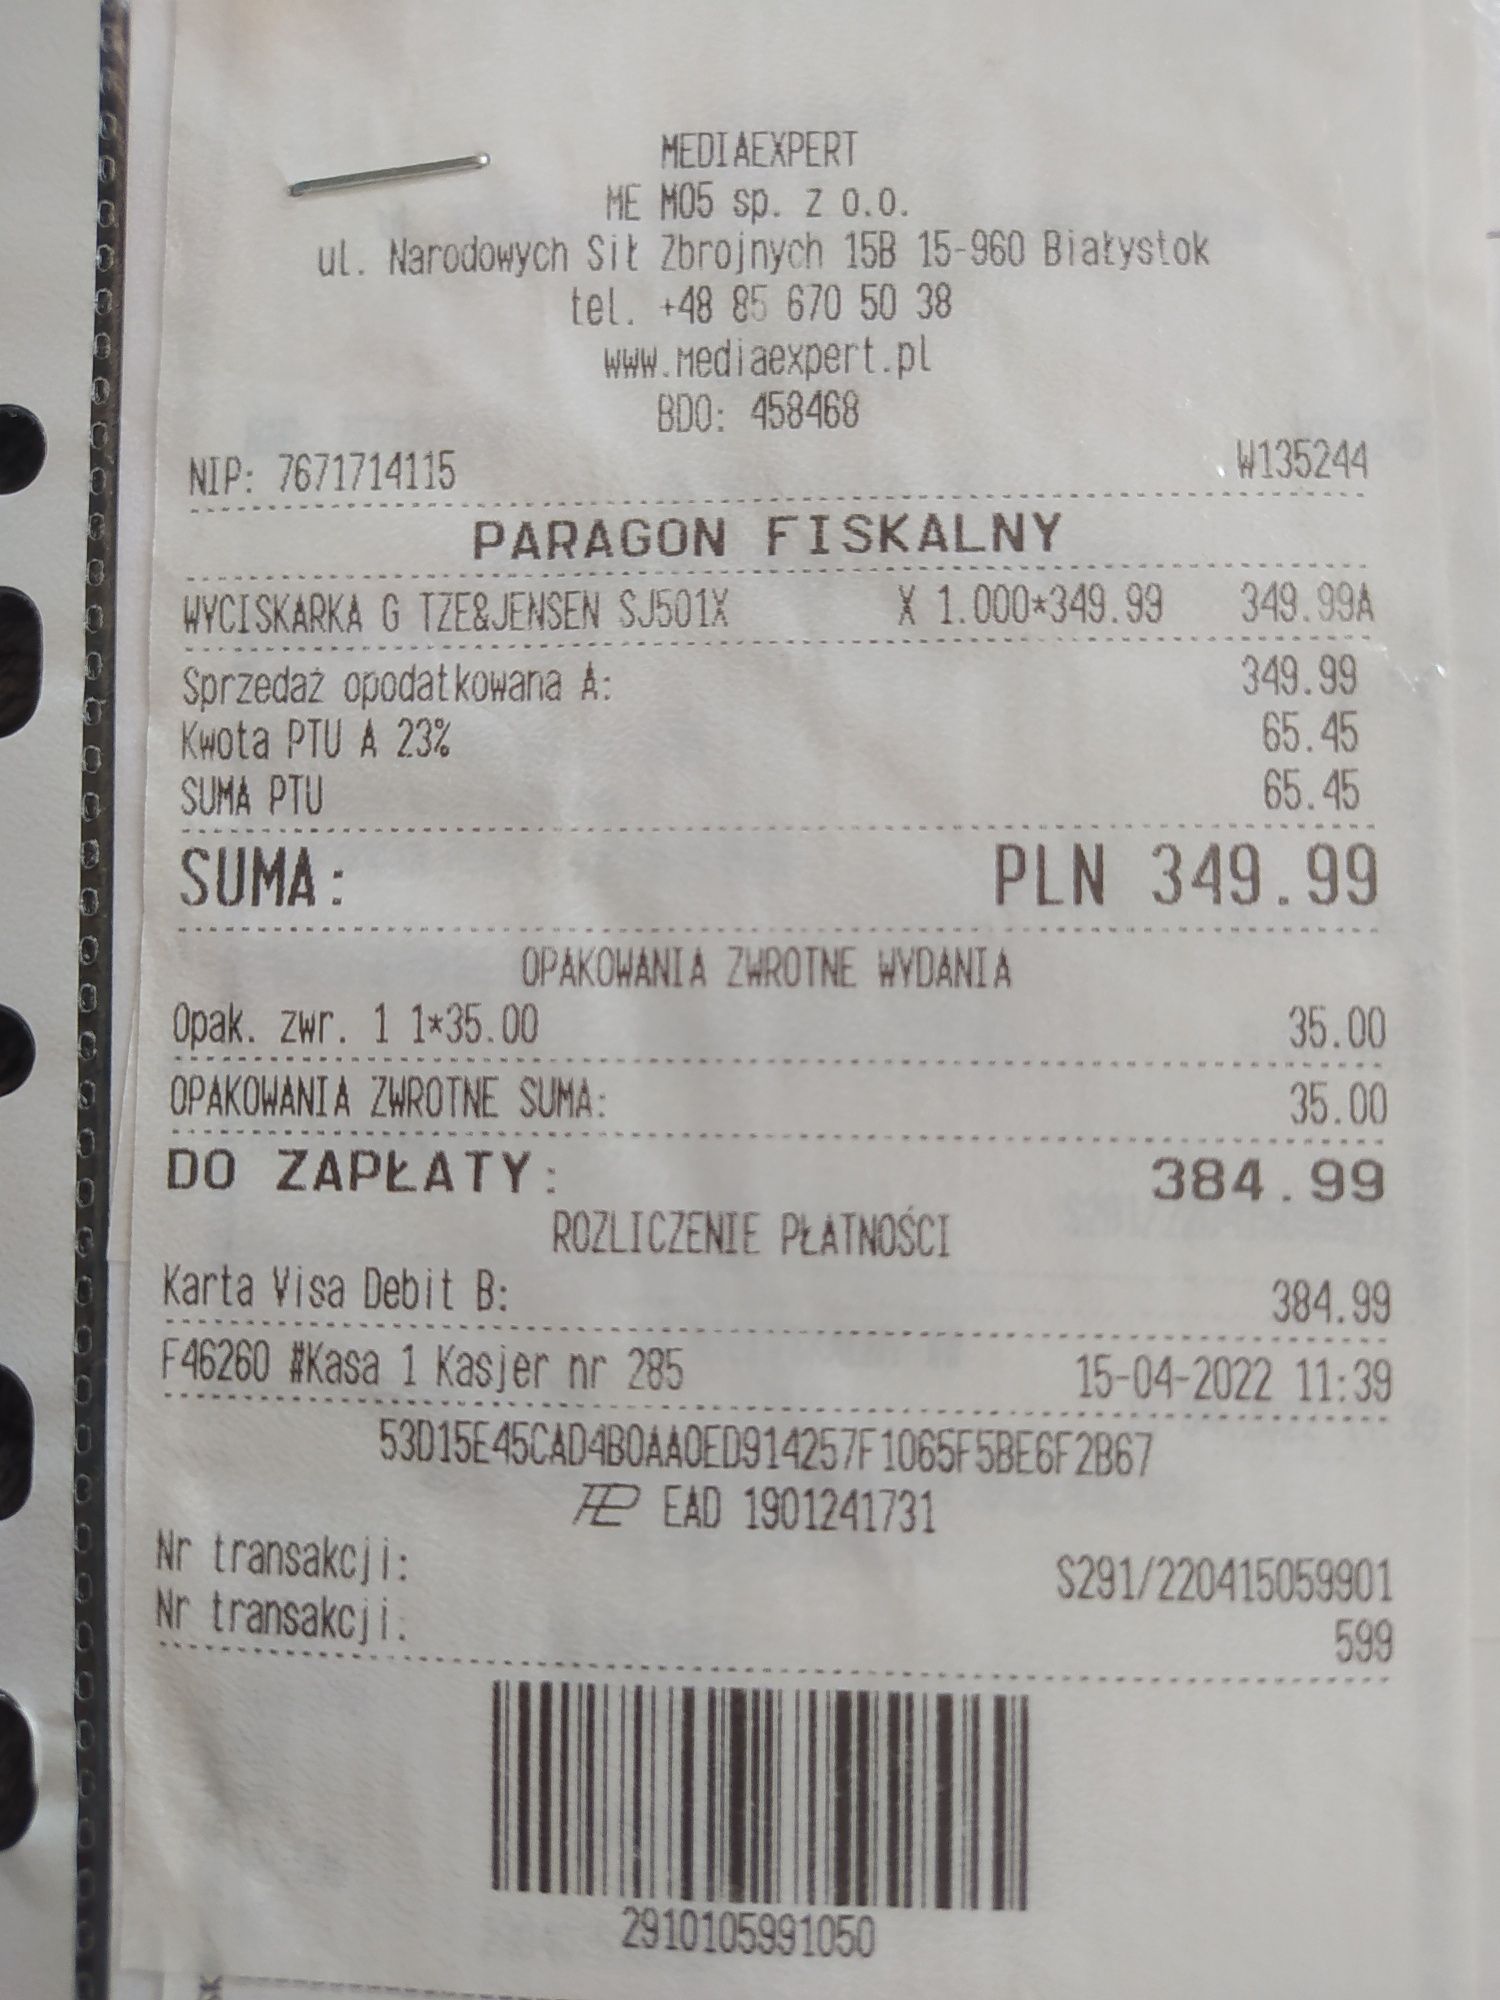 MEDIAEXPERT
ME M05 sp. z o.o.
ul. Narodowych Sił Zbrojnych 15B 15-960 Białystok
tel. +48 85 670 50 38
www.mediaexpert.pl
BDO: 458468
NIP: 7671714115 W135244
PARAGON FISKALNY
WYCISKARKA G TZE&JENSEN SJ501X X 1.000*349.99 349.99A
Sprzedaż opodatkowana A: 349.99
Kwota PTU A 23% 65.45
SUMA PTU 65.45
SUMA: PLN 349.99
OPAKOWANIA ZWROTNE WYDANIA
Opak. zwr. 1 1*35.00 35.00
OPAKOWANIA ZWROTNE SUMA: 35.00
DO ZAPŁATY: 384.99
ROZLICZENIE PŁATNOŚCI
Karta Visa Debit B: 384.99
F46260 #Kasa 1 Kasjer nr 285 15-04-2022 11:39
53D15E45CAD4B0AA0ED914257F1065F5BE6F2B67
EAD 1901241731
Nr transakcji: S291/220415059901
Nr transakcji: 599
2910105991050